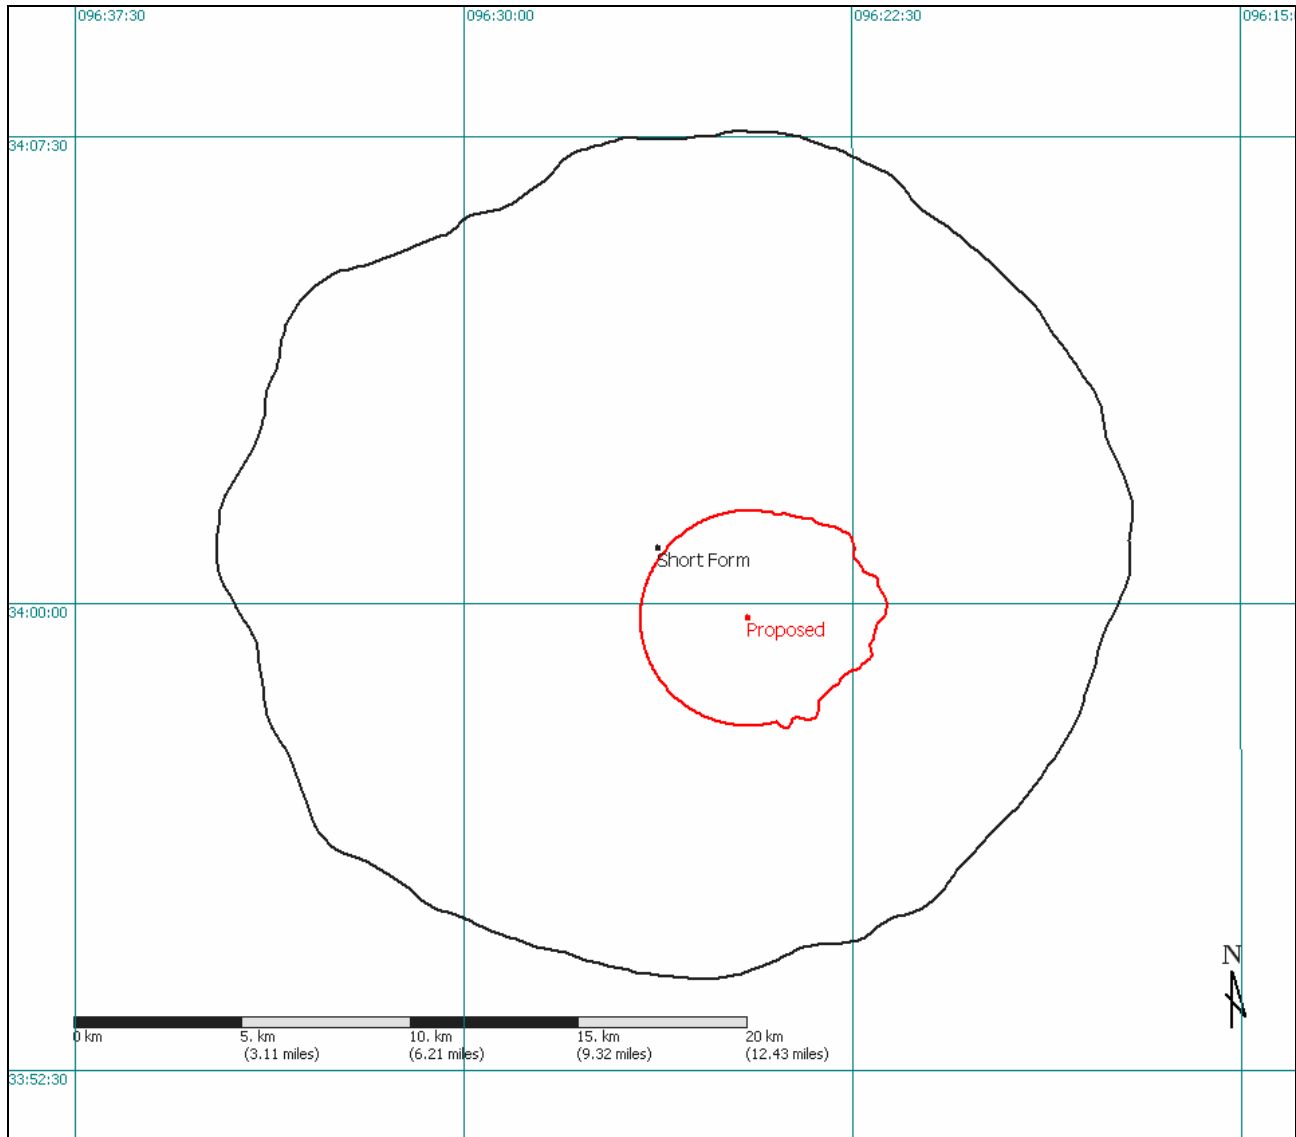 096:37:30
096:30:00
096:22:30
096:15:
34:07:30
Short Form
34:00:00
Proposed
N
0 km
5. km
10. km
15. km
20 km
(3.11 miles)
(6.21 miles)
(9.32 miles)
(12.43 miles)
33:52:30